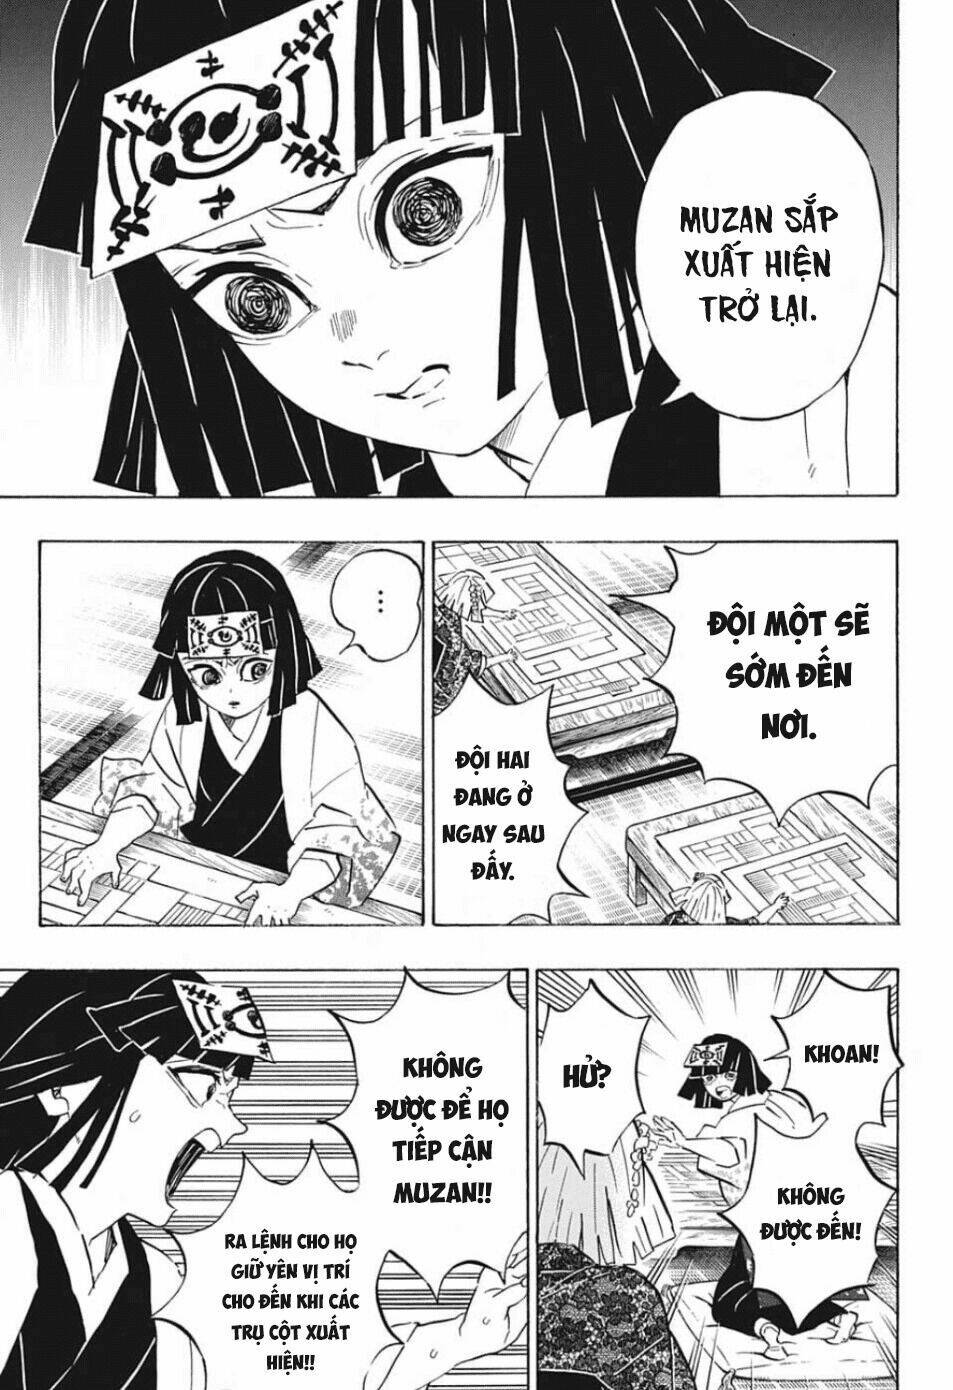 MUZAN SẮP
XUẤT HIỆN
TRỞ LẠI.
ĐỘI MỘT SẼ
SỚM ĐẾN
NƠI.
ĐỘI HAI
ĐANG Ở
NGAY SAU
ĐẤY.
...
KHOAN!
HỬ?
KHÔNG
ĐƯỢC ĐẾN!
KHÔNG
ĐƯỢC ĐỂ HỌ
TIẾP CẬN
MUZAN!!
RA LỆNH CHO HỌ
GIỮ YÊN VỊ TRÍ
CHO ĐẾN KHI CÁC
TRỤ CỘT XUẤT
HIỆN!!